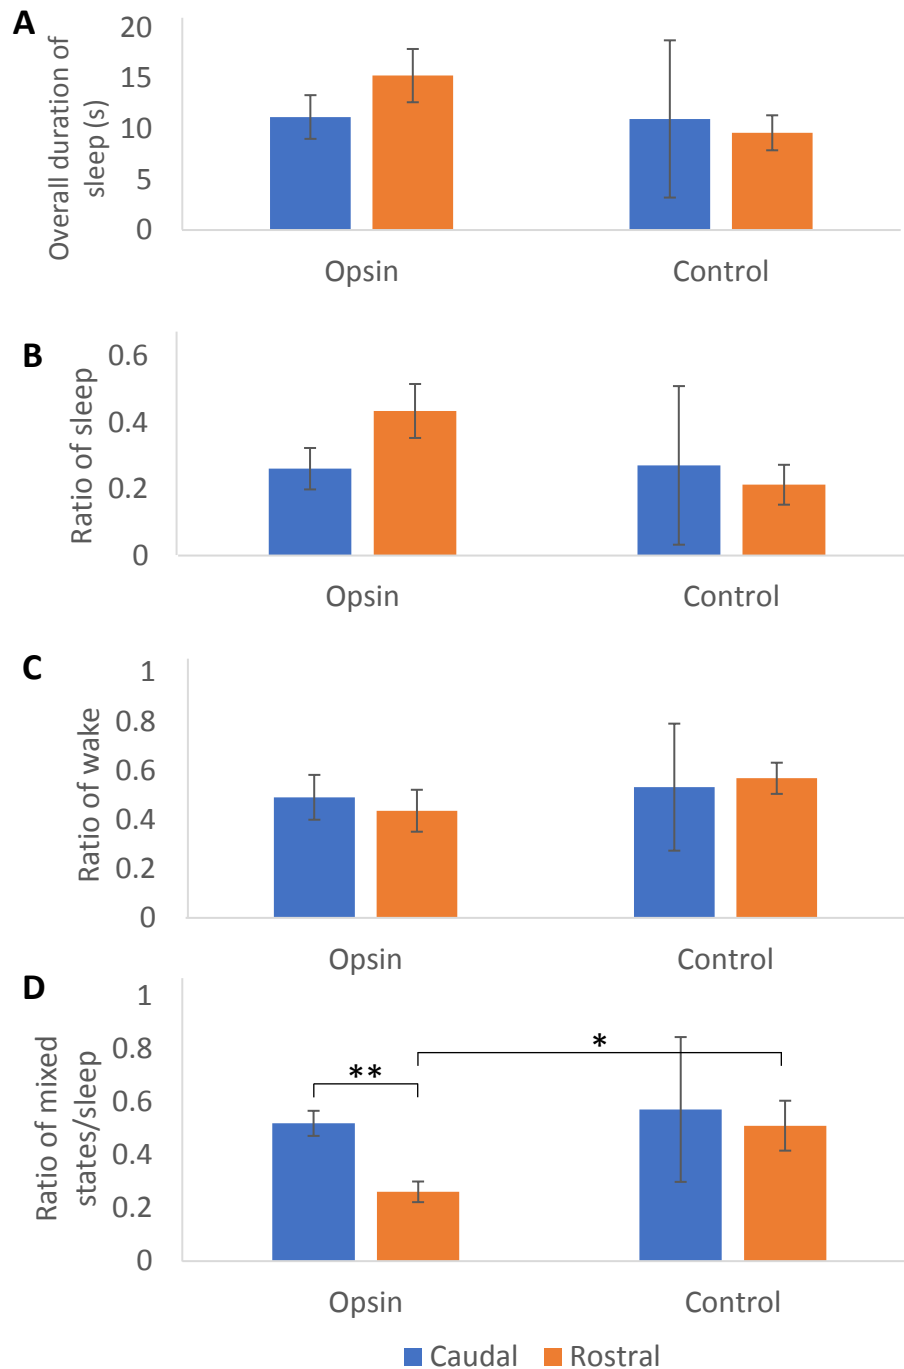 A
Overall duration of
sleep (s)
20
15
10
5
0
Opsin
Control
B
Ratio of sleep
0.6
0.4
0.2
0
Opsin
Control
C
Ratio of wake
1
0.8
0.6
0.4
0.2
0
Opsin
Control
D
Ratio of mixed
states/sleep
1
0.8
0.6
0.4
0.2
0
**
*
Opsin
Control
Caudal
Rostral